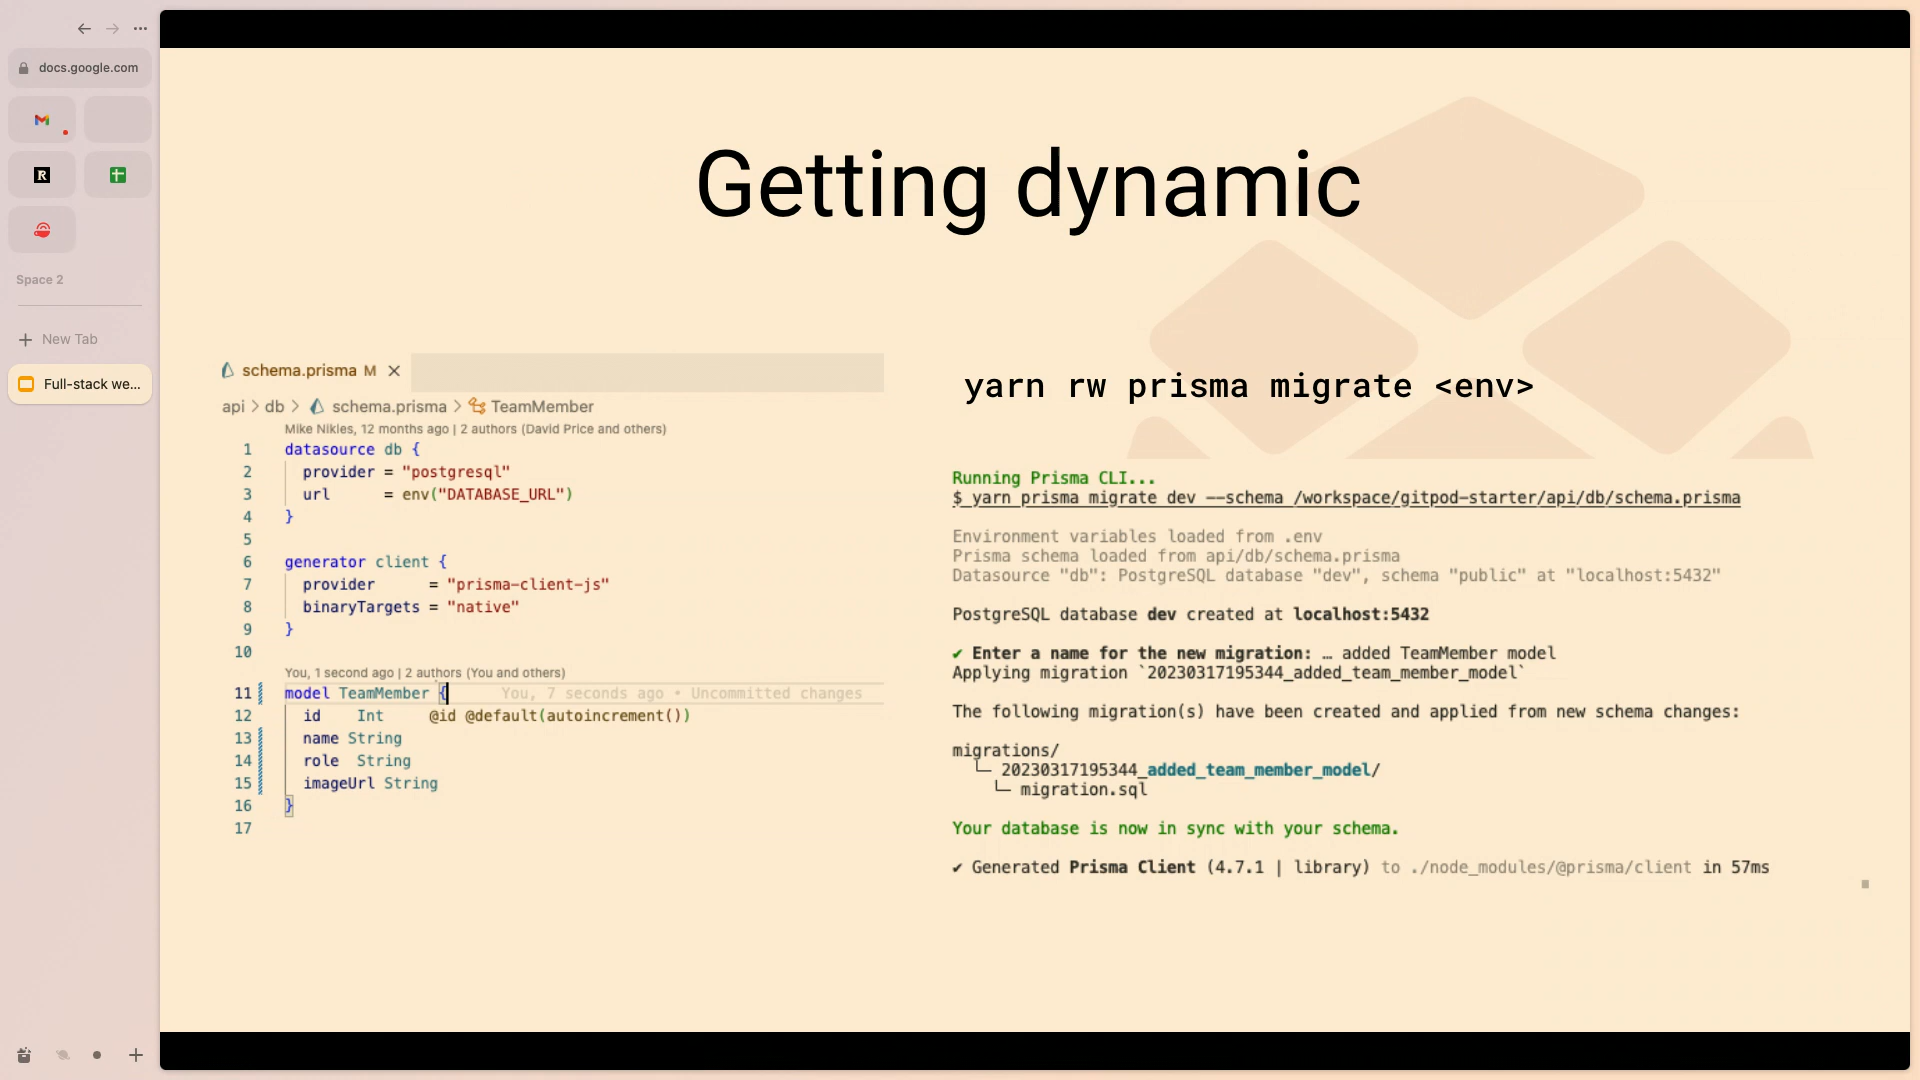 docs.google.com
Space 2
New Tab
Full-stack we...
Getting dynamic
schema.prisma M
api > db > schema.prisma > TeamMember
Mike Nikles, 12 months ago | 2 authors (David Price and others)
1 datasource db {
2 provider = "postgresql"
3 url = env("DATABASE_URL")
4 }
5
6 generator client {
7 provider = "prisma-client-js"
8 binaryTargets = "native"
9 }
10
You, 1 second ago | 2 authors (You and others)
11 model TeamMember { You, 7 seconds ago • Uncommitted changes
12 id Int @id @default(autoincrement())
13 name String
14 role String
15 imageUrl String
16 }
17
yarn rw prisma migrate <env>
Running Prisma CLI...
$ yarn prisma migrate dev --schema /workspace/gitpod-starter/api/db/schema.prisma
Environment variables loaded from .env
Prisma schema loaded from api/db/schema.prisma
Datasource "db": PostgreSQL database "dev", schema "public" at "localhost:5432"
PostgreSQL database dev created at localhost:5432
✔ Enter a name for the new migration: … added TeamMember model
Applying migration `20230317195344_added_team_member_model`
The following migration(s) have been created and applied from new schema changes:
migrations/
└─ 20230317195344_added_team_member_model/
└─ migration.sql
Your database is now in sync with your schema.
✔ Generated Prisma Client (4.7.1 | library) to ./node_modules/@prisma/client in 57ms